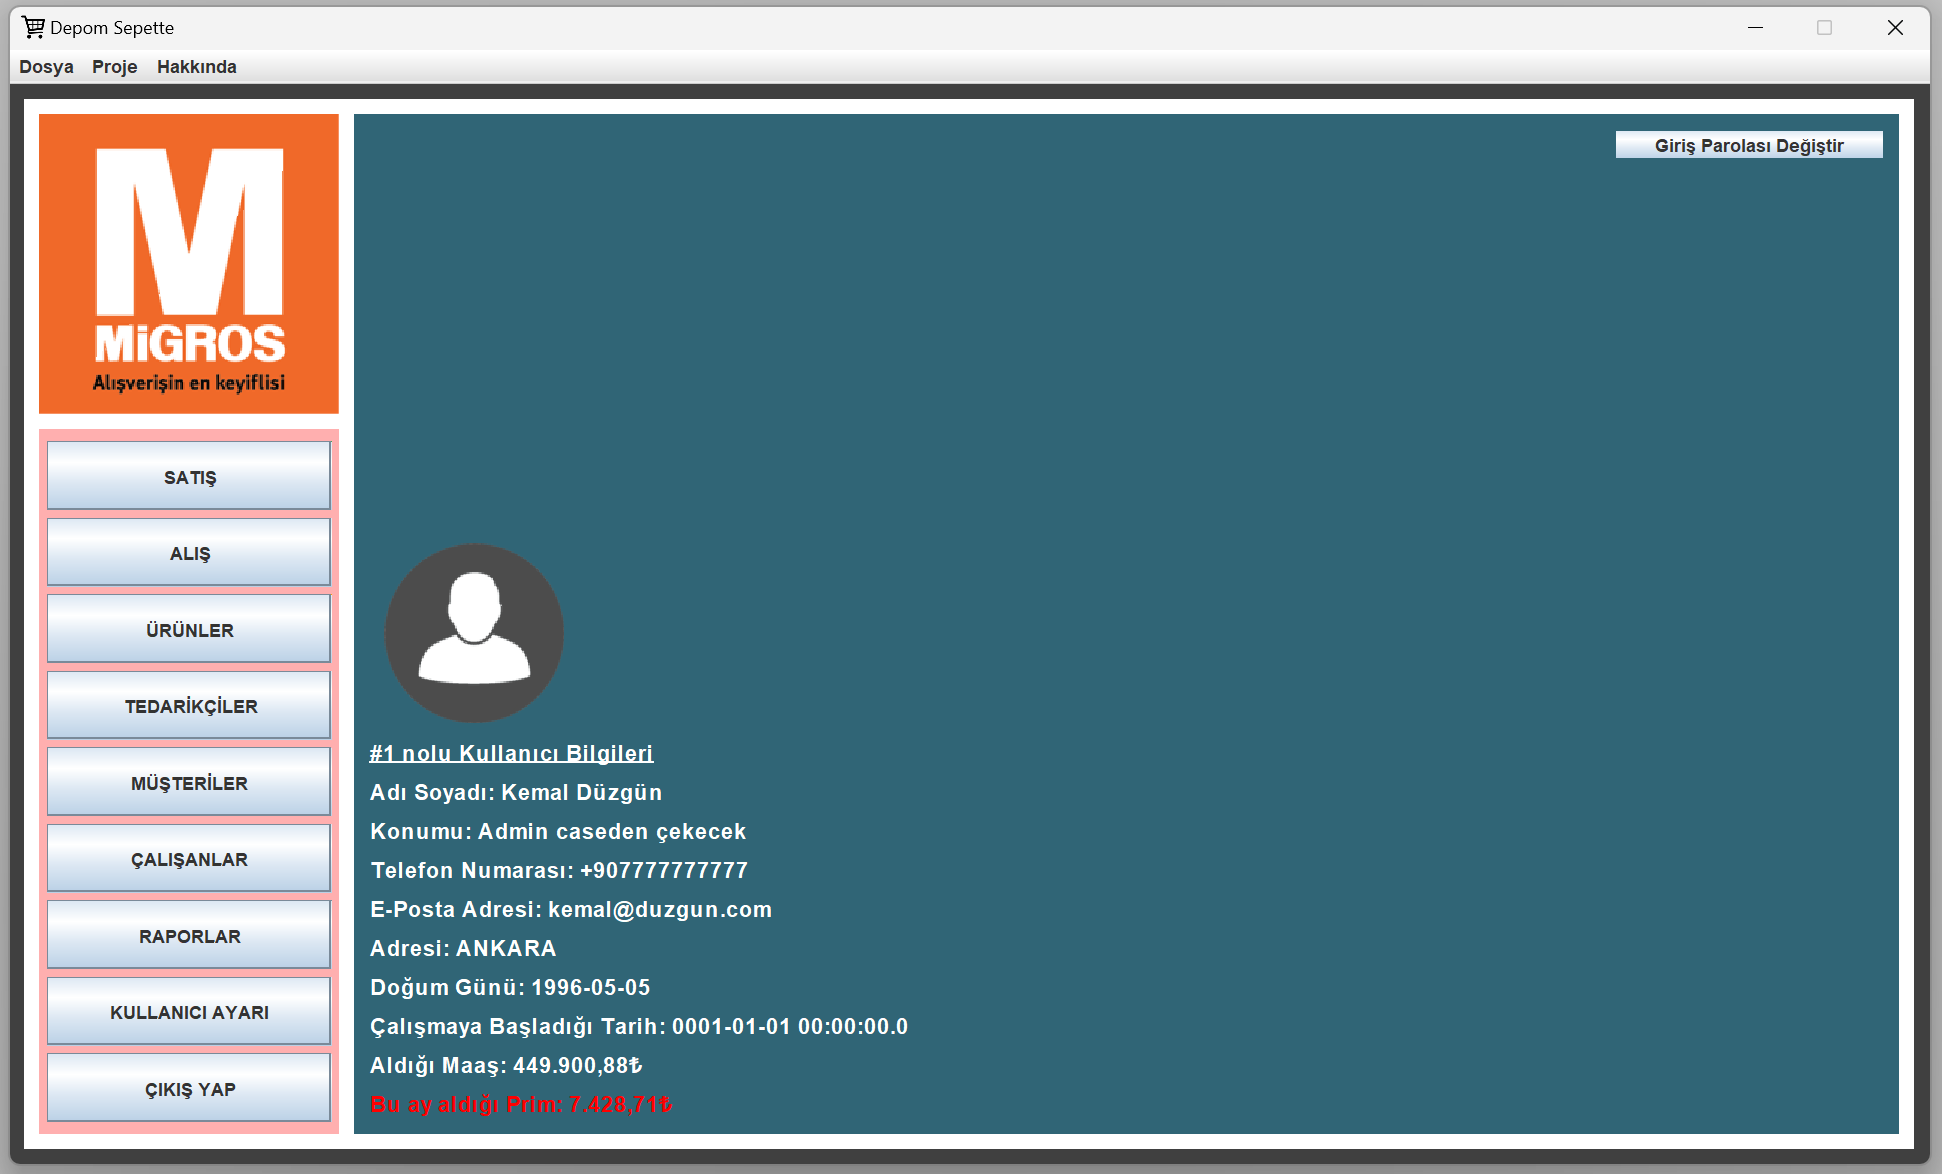 Depom Sepette
Dosya Proje Hakkında
M
MiGROS
Alışverişin en keyiflisi
Giriş Parolası Değiştir
SATIŞ
ALIŞ
ÜRÜNLER
TEDARİKÇİLER
MÜŞTERİLER
ÇALIŞANLAR
RAPORLAR
KULLANICI AYARI
ÇIKIŞ YAP
#1 nolu Kullanıcı Bilgileri
Adı Soyadı: Kemal Düzgün
Konumu: Admin caseden çekecek
Telefon Numarası: +907777777777
E-Posta Adresi: kemal@duzgun.com
Adresi: ANKARA
Doğum Günü: 1996-05-05
Çalışmaya Başladığı Tarih: 0001-01-01 00:00:00.0
Aldığı Maaş: 449.900,88₺
Bu ay aldığı Prim: 7.428,71₺